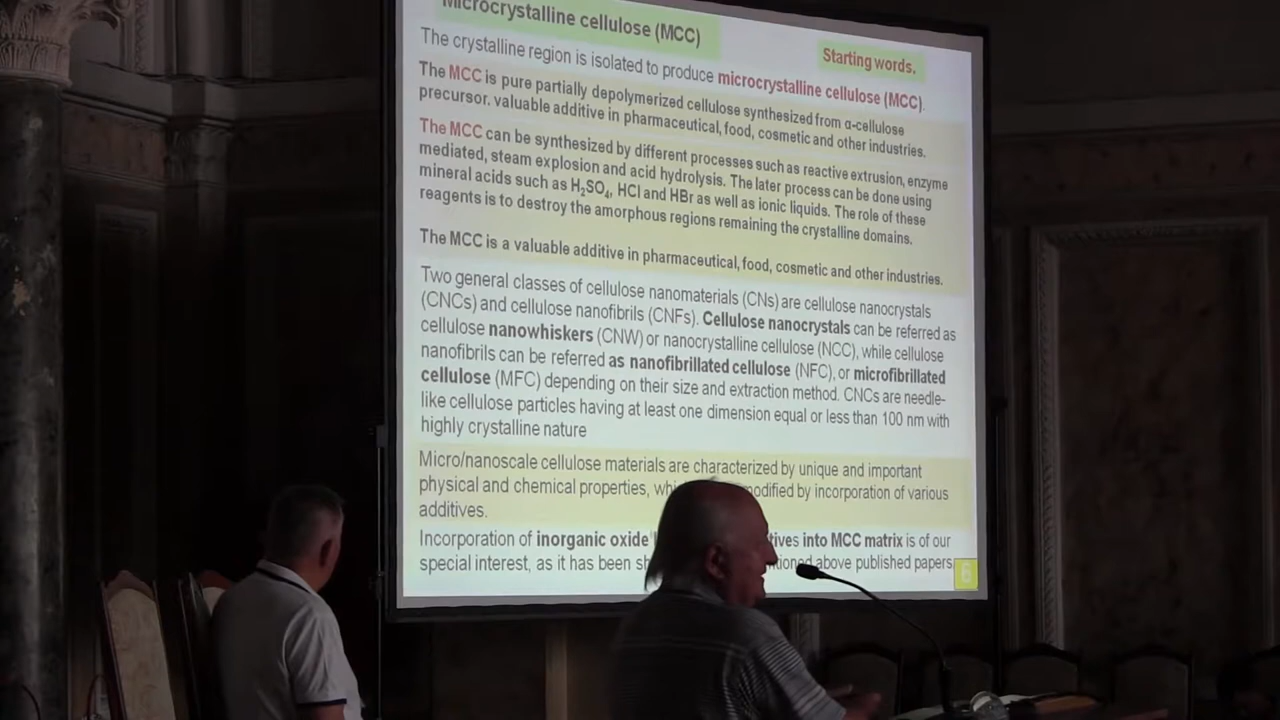 Microcrystalline cellulose (MCC)
Starting words.
The crystalline region is isolated to produce microcrystalline cellulose (MCC).
The MCC is pure partially depolymerized cellulose synthesized from α-cellulose
precursor. valuable additive in pharmaceutical, food, cosmetic and other industries.
The MCC can be synthesized by different processes such as reactive extrusion, enzyme
mediated, steam explosion and acid hydrolysis. The later process can be done using
mineral acids such as H₂SO₄, HCl and HBr as well as ionic liquids. The role of these
reagents is to destroy the amorphous regions remaining the crystalline domains.
The MCC is a valuable additive in pharmaceutical, food, cosmetic and other industries.
Two general classes of cellulose nanomaterials (CNs) are cellulose nanocrystals
(CNCs) and cellulose nanofibrils (CNFs). Cellulose nanocrystals can be referred as
cellulose nanowhiskers (CNW) or nanocrystalline cellulose (NCC), while cellulose
nanofibrils can be referred as nanofibrillated cellulose (NFC), or microfibrillated
cellulose (MFC) depending on their size and extraction method. CNCs are needle-
like cellulose particles having at least one dimension equal or less than 100 nm with
highly crystalline nature
Micro/nanoscale cellulose materials are characterized by unique and important
physical and chemical properties, modified by incorporation of various
additives.
Incorporation of inorganic oxide into MCC matrix is of our
special interest, as it has been above published papers
6